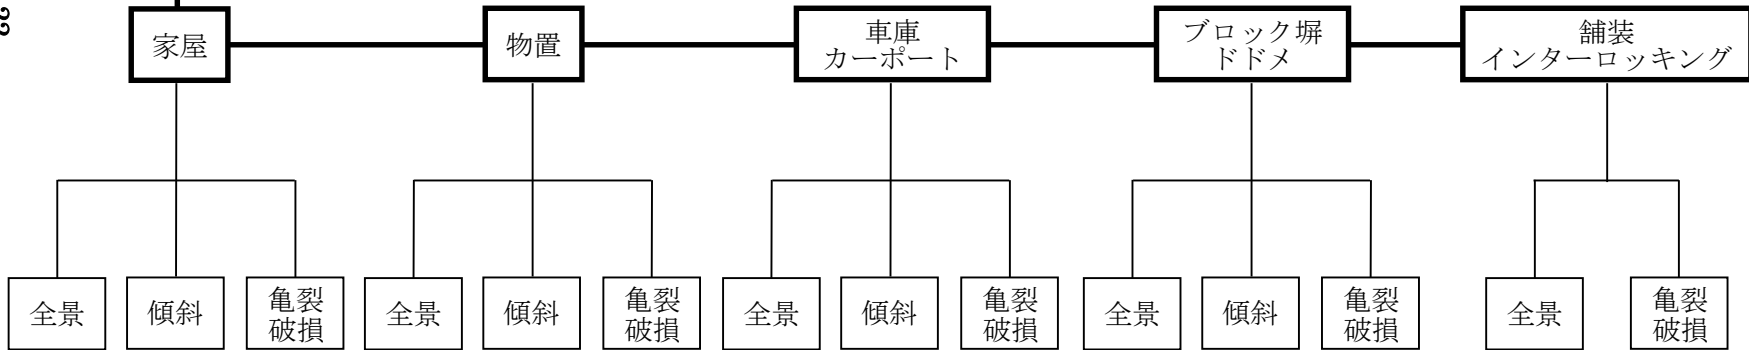 家屋
物置
車庫
カーポート
ブロック塀
ドドメ
舗装
インターロッキング
全景
傾斜
亀裂
破損
全景
傾斜
亀裂
破損
全景
傾斜
亀裂
破損
全景
傾斜
亀裂
破損
全景
亀裂
破損